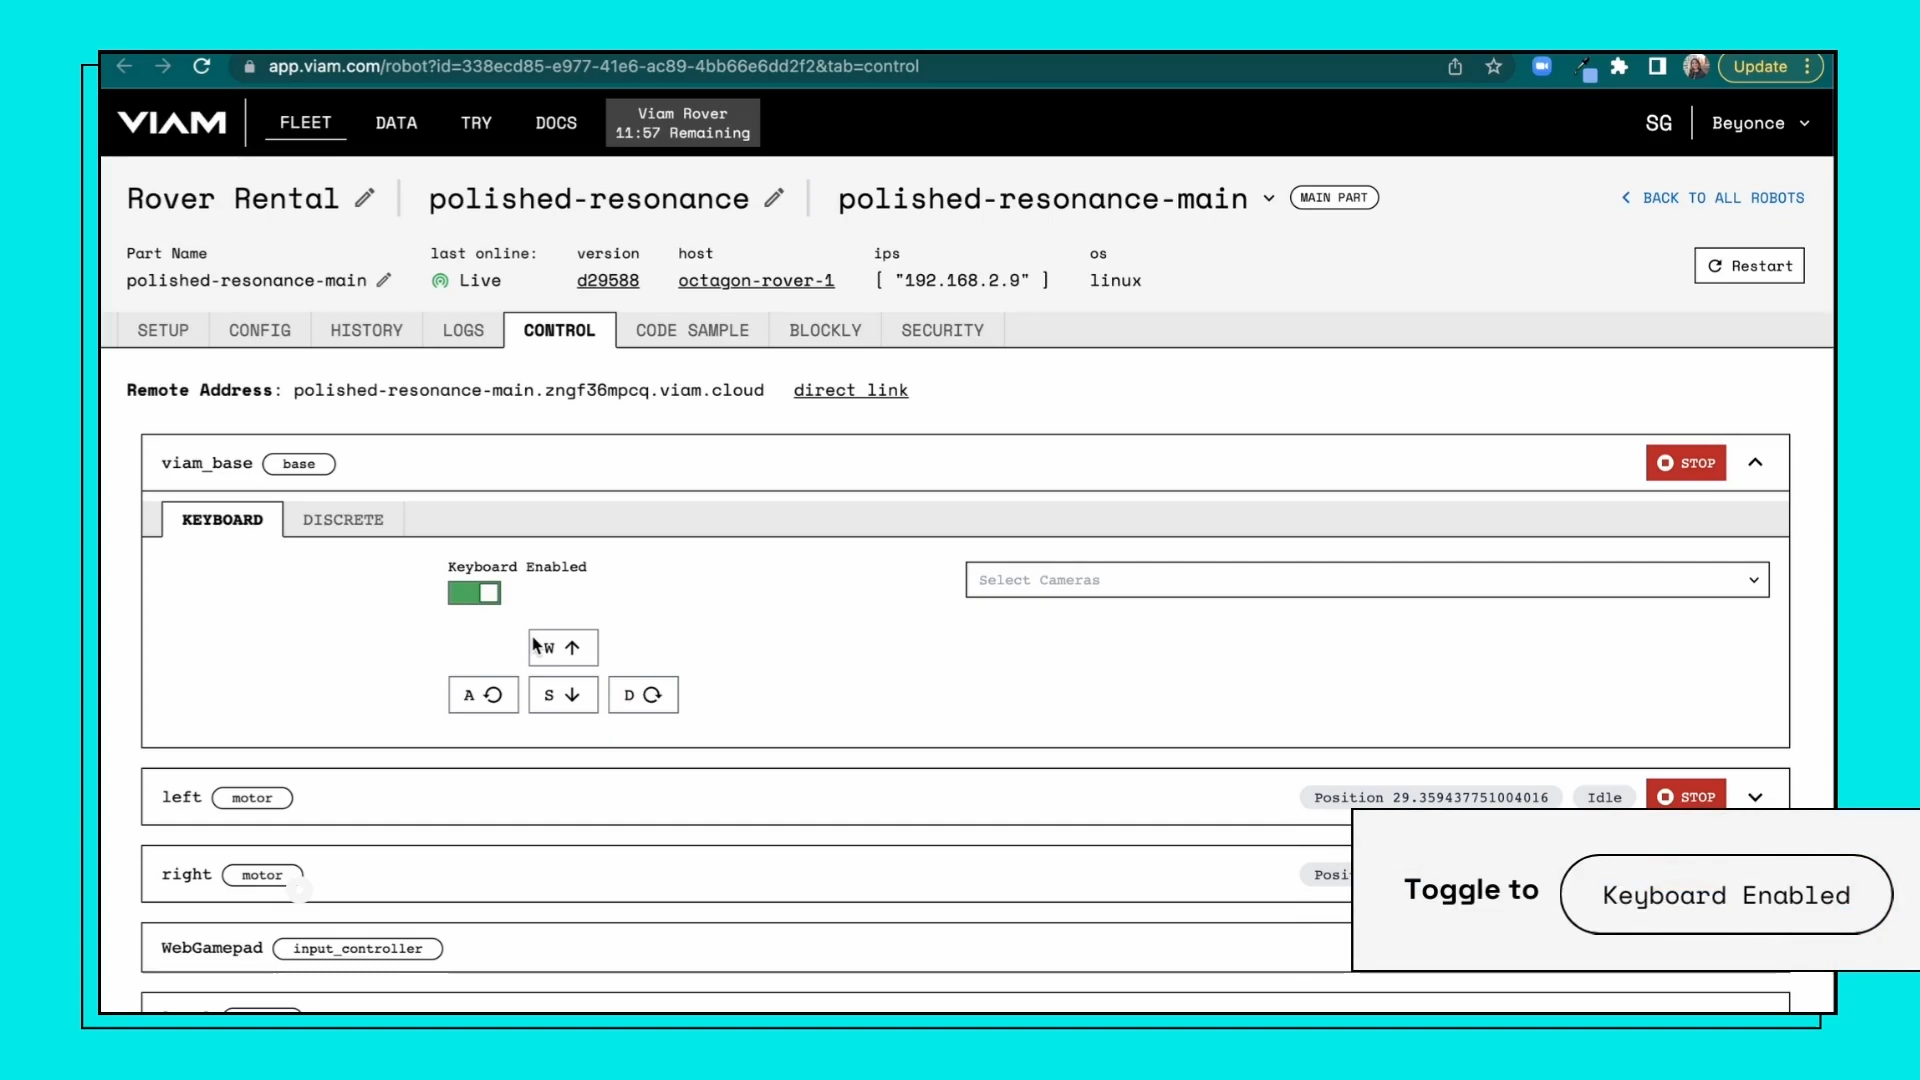 app.viam.com/robot?id=338ecd85-e977-41e6-ac89-4bb66e6dd2f2&tab=control
Update
VIAM
FLEET
DATA
TRY
DOCS
Viam Rover
11:57 Remaining
SG
Beyonce
Rover Rental
polished-resonance
polished-resonance-main
MAIN PART
BACK TO ALL ROBOTS
Part Name
last online:
version
host
ips
os
polished-resonance-main
Live
d29588
octagon-rover-1
[ "192.168.2.9" ]
linux
Restart
SETUP
CONFIG
HISTORY
LOGS
CONTROL
CODE SAMPLE
BLOCKLY
SECURITY
Remote Address: polished-resonance-main.zngf36mpcq.viam.cloud direct link
viam_base base
STOP
KEYBOARD
DISCRETE
Keyboard Enabled
Select Cameras
W
A
S
D
left motor
Position 29.359437751004016
Idle
STOP
right motor
Posi
Toggle to Keyboard Enabled
WebGamepad input_controller